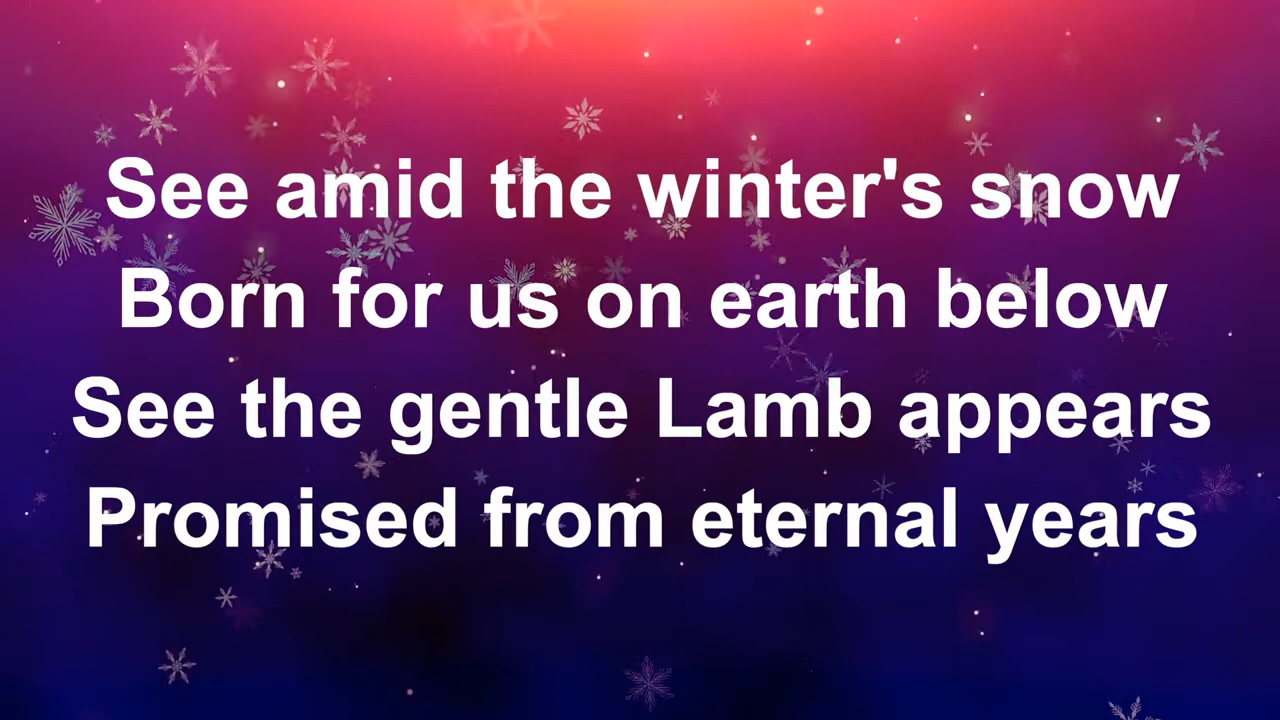 See amid the winter's snow
Born for us on earth below
See the gentle Lamb appears
Promised from eternal years